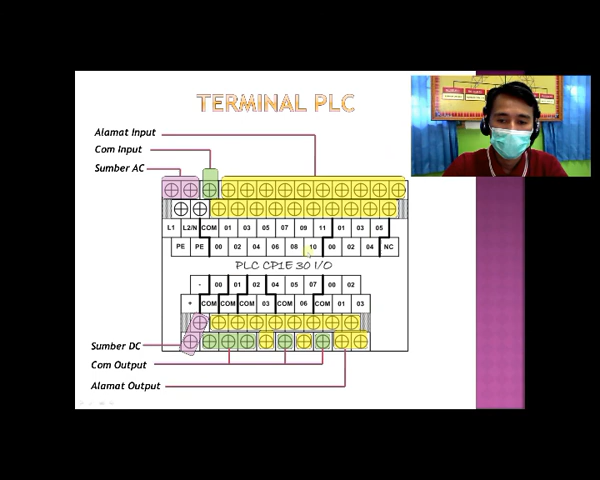 TERMINAL PLC
Alamat Input
Com Input
Sumber AC
L1 L2/N COM 01 03 05 07 09 11 01 03 05
PE PE 00 02 04 06 08 10 00 02 04 NC
PLC CP1E 30 I/O
- 00 01 02 04 05 07 00 02
+ COM COM COM 03 COM 06 COM 01 03
Sumber DC
Com Output
Alamat Output